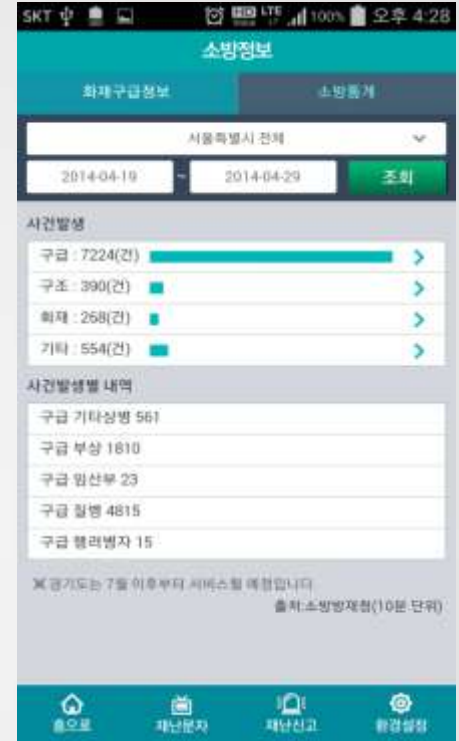 SKT HD LTE 100% 오후 4:28
소방정보
화재구급정보 소방통계
서울특별시 전체
2014-04-19 ~ 2014-04-29 조회
사건발생
구급 : 7224(건)
구조 : 390(건)
화재 : 268(건)
기타 : 554(건)
사건발생별 내역
구급 기타상병 561
구급 부상 1810
구급 임산부 23
구급 질병 4815
구급 행려병자 15
※ 경기도는 7월 이후부터 서비스될 예정입니다
출처:소방방재청(10분 단위)
홈으로 재난문자 재난신고 환경설정